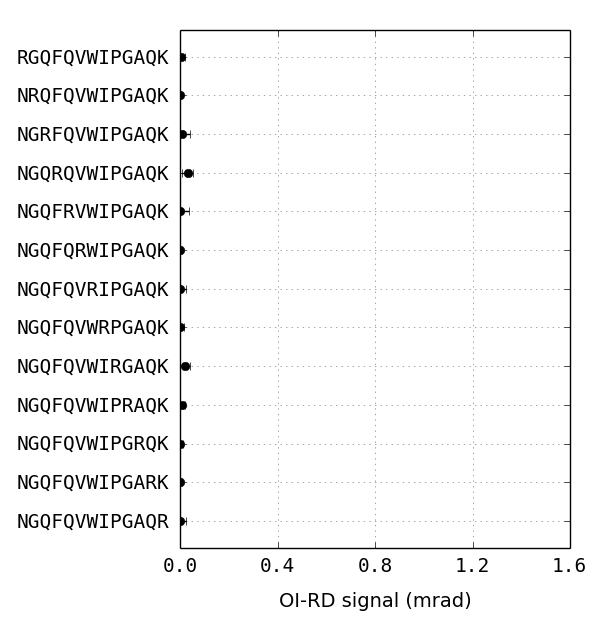 RGQFQVWIPGAQK
NRQFQVWIPGAQK
NGRFQVWIPGAQK
NGQRQVWIPGAQK
NGQFRVWIPGAQK
NGQFQRWIPGAQK
NGQFQVRIPGAQK
NGQFQVWRPGAQK
NGQFQVWIRGAQK
NGQFQVWIPRAQK
NGQFQVWIPGRQK
NGQFQVWIPGARK
NGQFQVWIPGAQR
0.0 0.4 0.8 1.2 1.6
OI-RD signal (mrad)